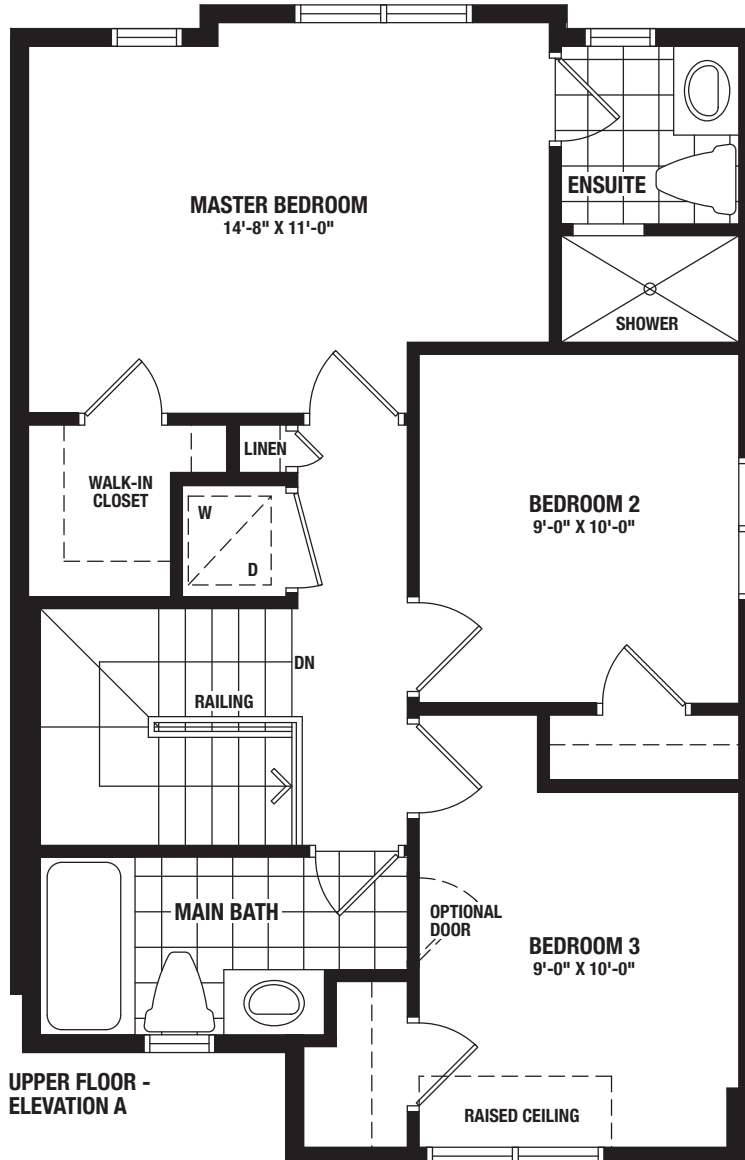 MASTER BEDROOM
14'-8" X 11'-0"
ENSUITE
SHOWER
LINEN
WALK-IN
CLOSET
W
D
BEDROOM 2
9'-0" X 10'-0"
DN
RAILING
MAIN BATH
OPTIONAL
DOOR
BEDROOM 3
9'-0" X 10'-0"
UPPER FLOOR -
ELEVATION A
RAISED CEILING